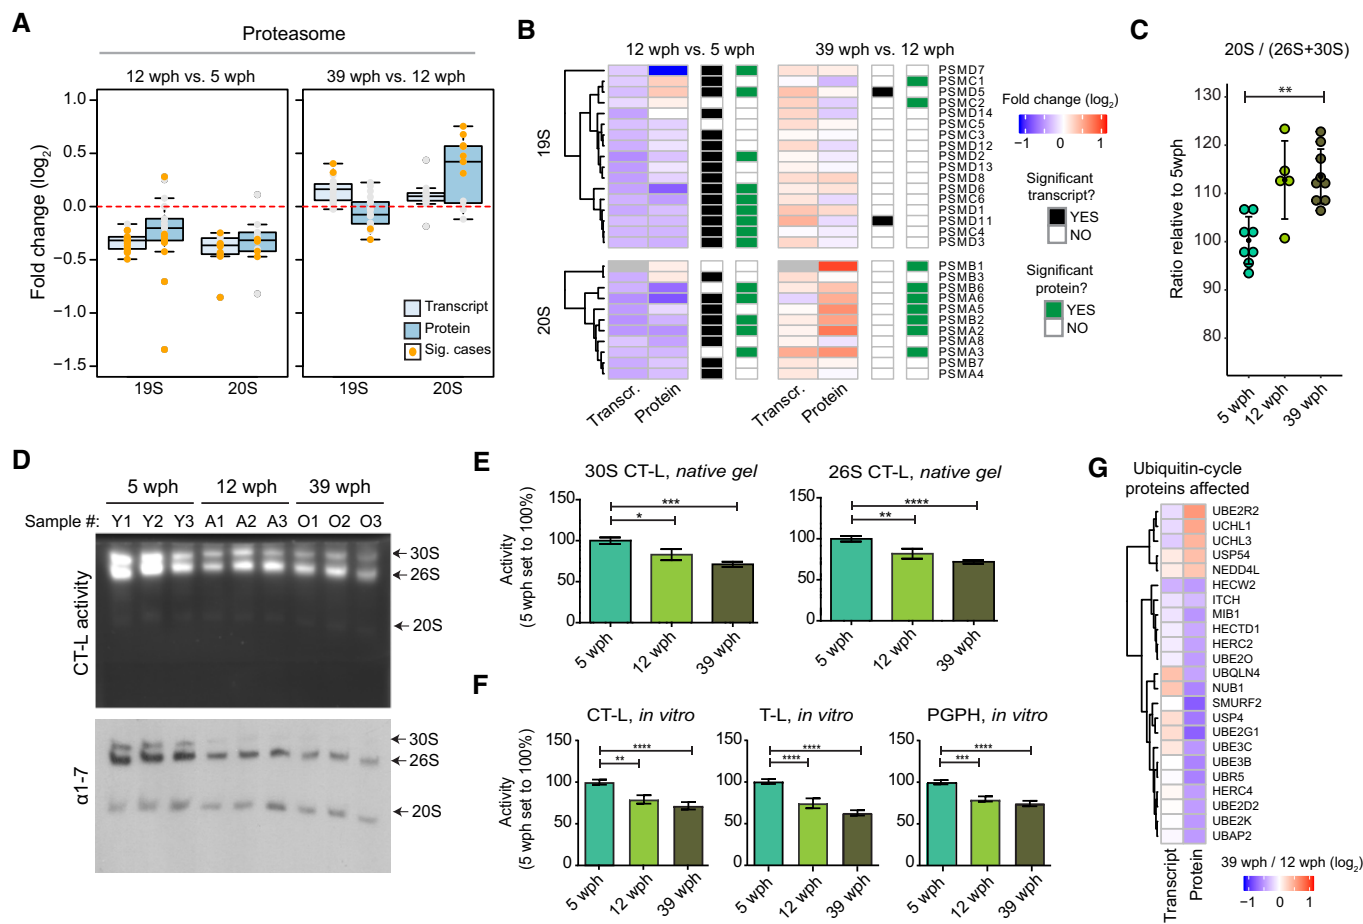 A
Proteasome
12 wph vs. 5 wph
39 wph vs. 12 wph
Fold change (log2)
1.0
0.5
0.0
−0.5
−1.0
−1.5
Transcript
Protein
Sig. cases
19S
20S
19S
20S
B
12 wph vs. 5 wph
39 wph vs. 12 wph
19S
PSMD7
PSMC1
PSMD5
PSMC2
PSMD14
PSMC5
PSMC3
PSMD12
PSMD2
PSMD13
PSMD8
PSMD6
PSMC6
PSMD1
PSMD11
PSMC4
PSMD3
20S
PSMB1
PSMB3
PSMB6
PSMA6
PSMA5
PSMB2
PSMA2
PSMA8
PSMA3
PSMB7
PSMA4
Transcr.
Protein
Transcr.
Protein
Fold change (log2)
−1
0
1
Significant
transcript?
YES
NO
Significant
protein?
YES
NO
C
20S / (26S+30S)
**
Ratio relative to 5wph
130
120
110
100
90
80
5 wph
12 wph
39 wph
D
5 wph
12 wph
39 wph
Sample #:
Y1 Y2 Y3 A1 A2 A3 O1 O2 O3
CT-L activity
30S
26S
20S
α1-7
30S
26S
20S
E
30S CT-L, native gel
Activity
(5 wph set to 100%)
150
100
50
0
***
*
5 wph
12 wph
39 wph
26S CT-L, native gel
150
100
50
0
****
**
5 wph
12 wph
39 wph
F
CT-L, in vitro
Activity
(5 wph set to 100%)
150
100
50
0
****
**
5 wph
12 wph
39 wph
T-L, in vitro
150
100
50
0
****
****
5 wph
12 wph
39 wph
PGPH, in vitro
150
100
50
0
****
***
5 wph
12 wph
39 wph
G
Ubiquitin-cycle
proteins affected
UBE2R2
UCHL1
UCHL3
USP54
NEDD4L
HECW2
ITCH
MIB1
HECTD1
HERC2
UBE2O
UBQLN4
NUB1
SMURF2
USP4
UBE2G1
UBE3C
UBE3B
UBR5
HERC4
UBE2D2
UBE2K
UBAP2
Transcript
Protein
39 wph / 12 wph (log2)
−1
0
1